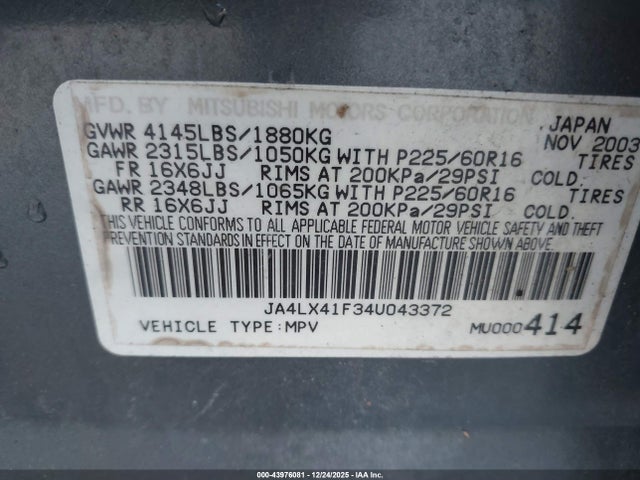 MFD. BY MITSUBISHI MOTORS CORPORATION JAPAN
GVWR 4145LBS/1880KG NOV 2003
GAWR 2315LBS/1050KG WITH P225/60R16 TIRES
FR 16X6JJ RIMS AT 200KPa/29PSI COLD.
GAWR 2348LBS/1065KG WITH P225/60R16 TIRES
RR 16X6JJ RIMS AT 200KPa/29PSI COLD.
THIS VEHICLE CONFORMS TO ALL APPLICABLE FEDERAL MOTOR VEHICLE SAFETY AND THEFT
PREVENTION STANDARDS IN EFFECT ON THE DATE OF MANUFACTURE SHOWN ABOVE.
JA4LX41F34U043372
VEHICLE TYPE:MPV MU000414
000-43976081 - 12/24/2025 - IAA Inc.